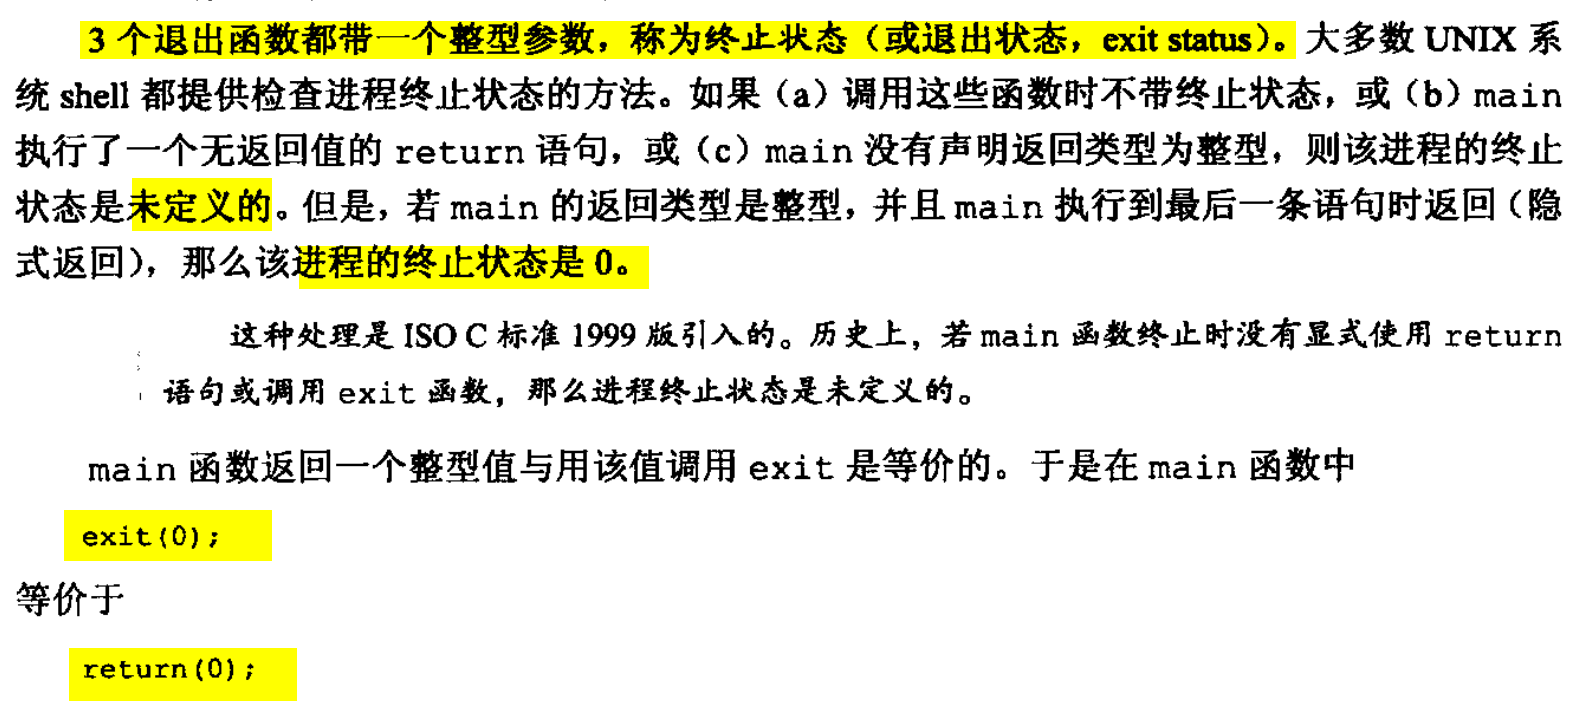 3 个退出函数都带一个整型参数，称为终止状态（或退出状态，exit status）。大多数 UNIX 系
统 shell 都提供检查进程终止状态的方法。如果（a）调用这些函数时不带终止状态，或（b）main
执行了一个无返回值的 return 语句，或（c）main 没有声明返回类型为整型，则该进程的终止
状态是未定义的。但是，若 main 的返回类型是整型，并且 main 执行到最后一条语句时返回（隐
式返回），那么该进程的终止状态是 0。
这种处理是 ISO C 标准 1999 版引入的。历史上，若 main 函数终止时没有显式使用 return
语句或调用 exit 函数，那么进程终止状态是未定义的。
main 函数返回一个整型值与用该值调用 exit 是等价的。于是在 main 函数中
exit(0);
等价于
return(0);